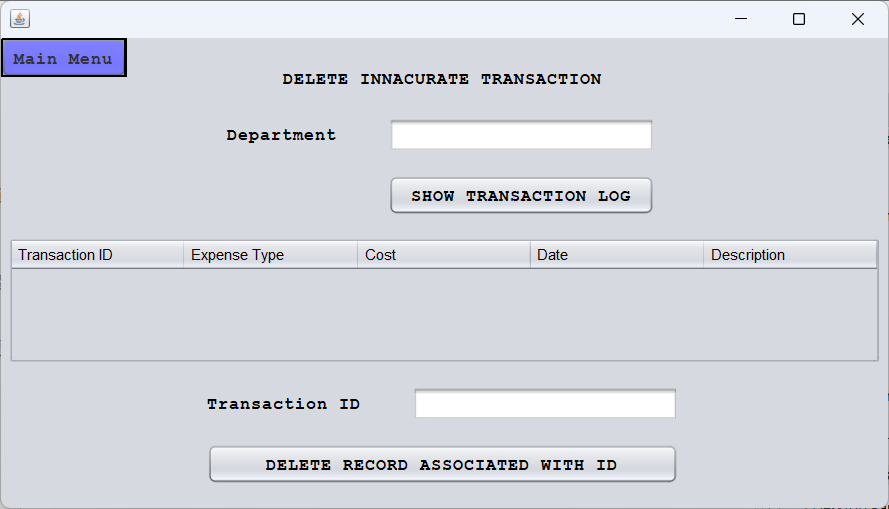 Main Menu
DELETE INNACURATE TRANSACTION
Department
SHOW TRANSACTION LOG
Transaction ID Expense Type Cost Date Description
Transaction ID
DELETE RECORD ASSOCIATED WITH ID